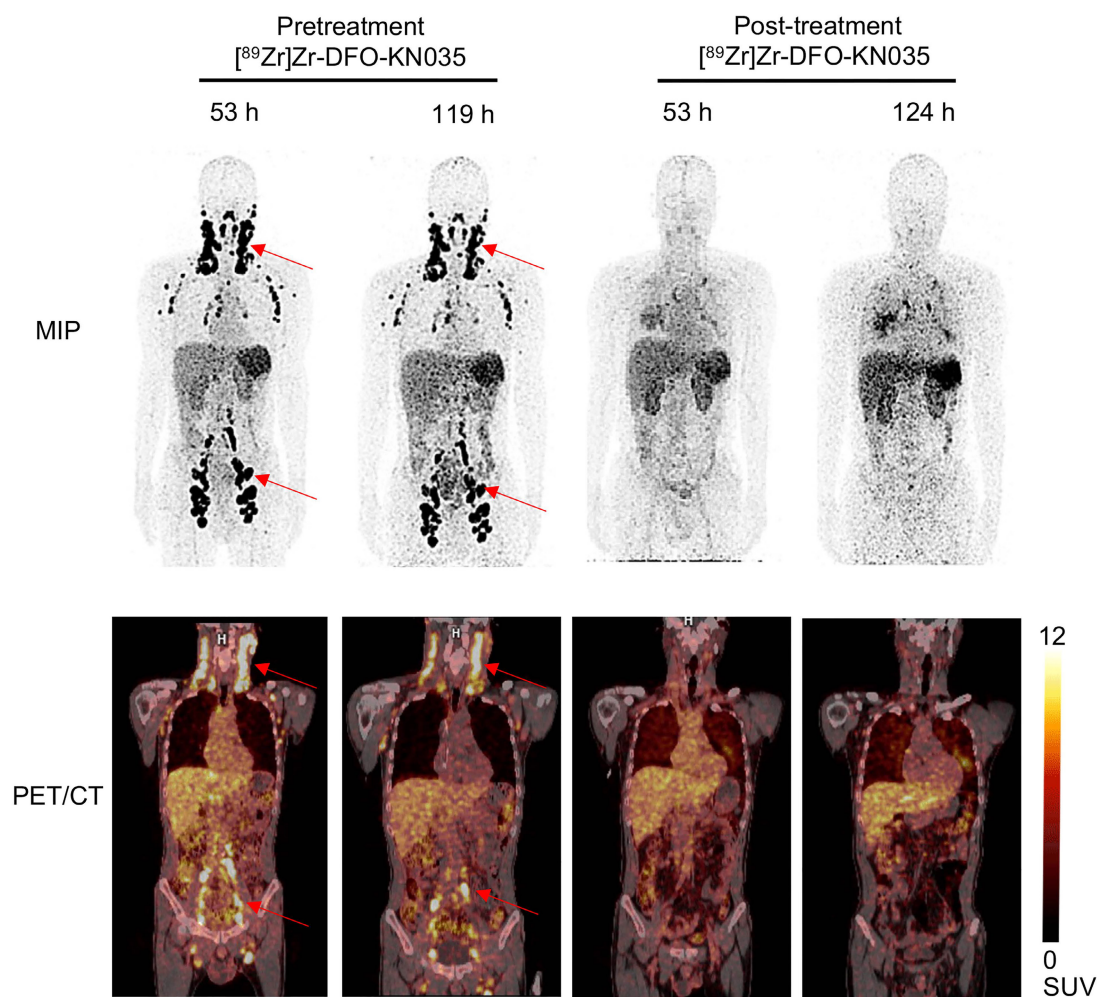 Pretreatment
[⁸⁹Zr]Zr-DFO-KN035
Post-treatment
[⁸⁹Zr]Zr-DFO-KN035
53 h
119 h
53 h
124 h
MIP
PET/CT
H
H
H
12
0
SUV